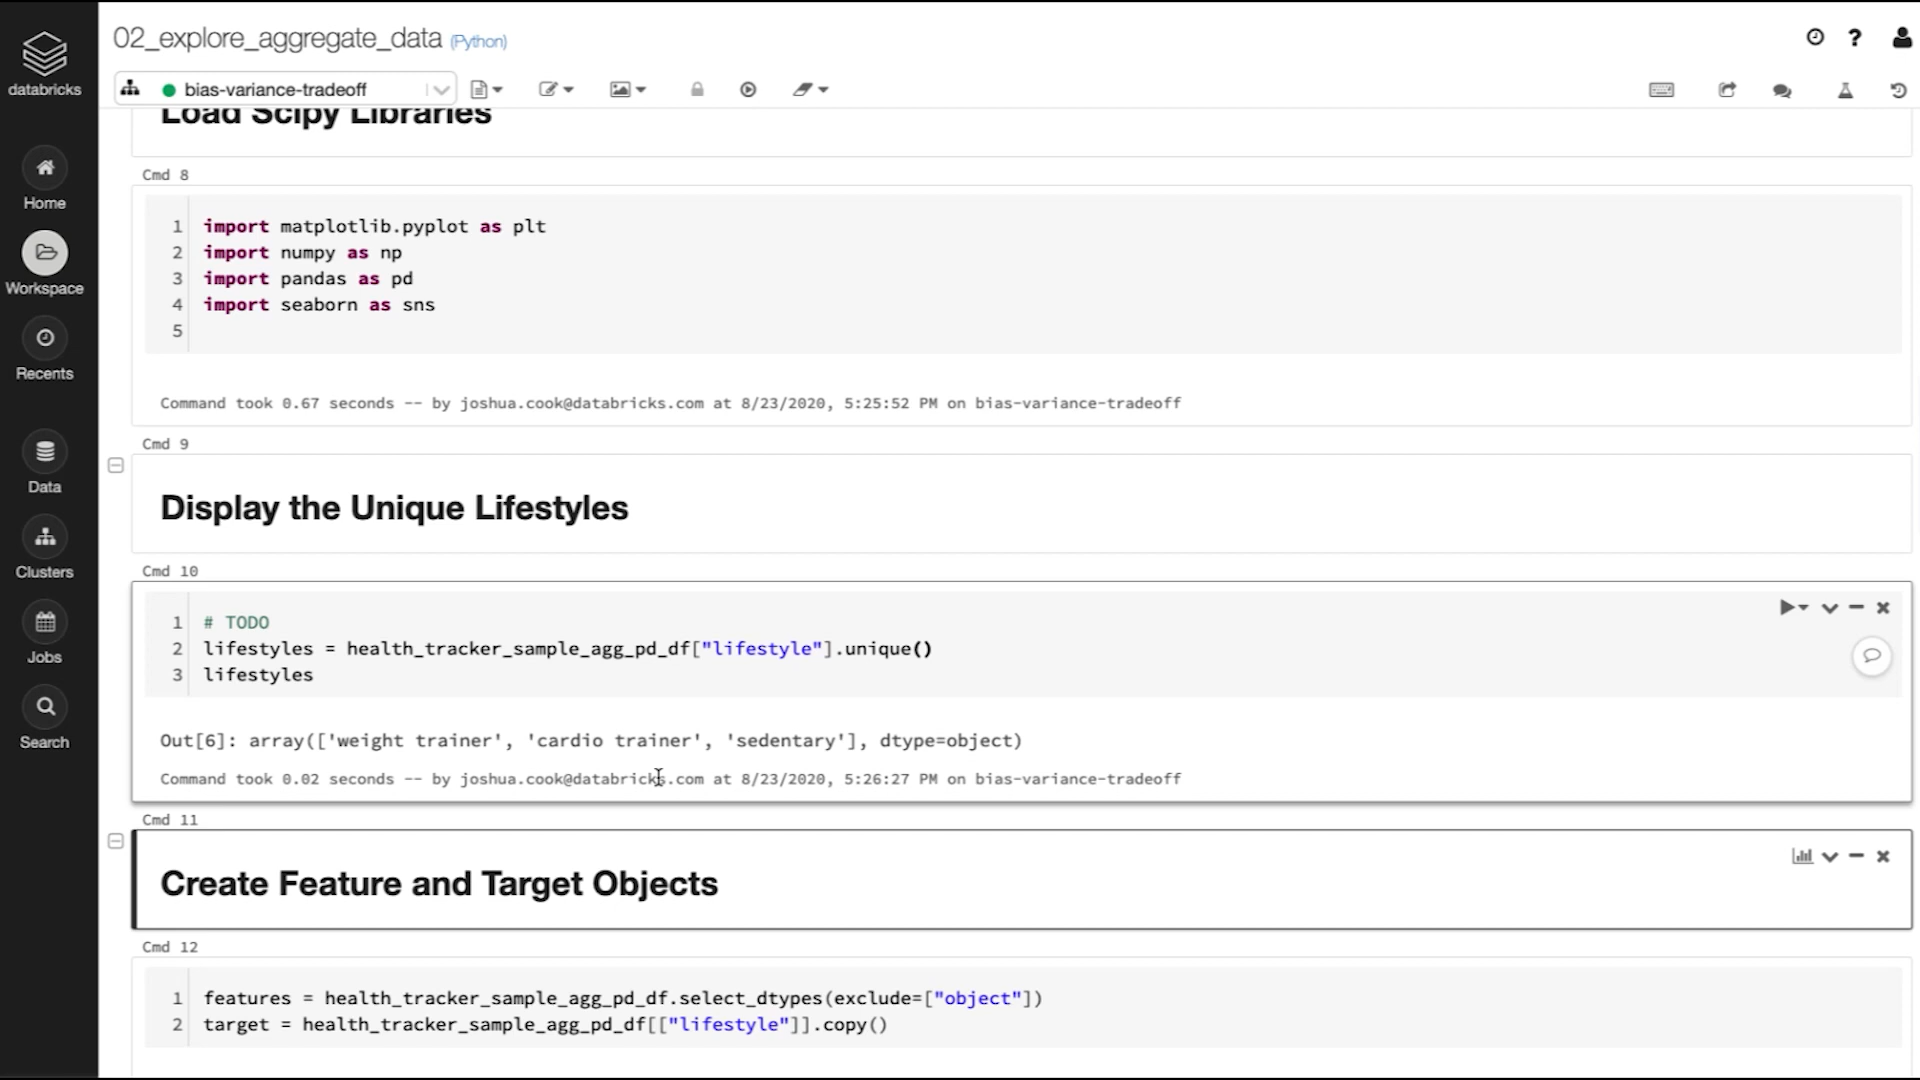 02_explore_aggregate_data (Python)
databricks
bias-variance-tradeoff
Load Scipy Libraries
Cmd 8
1 import matplotlib.pyplot as plt
2 import numpy as np
3 import pandas as pd
4 import seaborn as sns
5
Command took 0.67 seconds -- by joshua.cook@databricks.com at 8/23/2020, 5:25:52 PM on bias-variance-tradeoff
Home
Workspace
Recents
Data
Clusters
Jobs
Search
Cmd 9
Display the Unique Lifestyles
Cmd 10
1 # TODO
2 lifestyles = health_tracker_sample_agg_pd_df["lifestyle"].unique()
3 lifestyles
Out[6]: array(['weight trainer', 'cardio trainer', 'sedentary'], dtype=object)
Command took 0.02 seconds -- by joshua.cook@databricks.com at 8/23/2020, 5:26:27 PM on bias-variance-tradeoff
Cmd 11
Create Feature and Target Objects
Cmd 12
1 features = health_tracker_sample_agg_pd_df.select_dtypes(exclude=["object"])
2 target = health_tracker_sample_agg_pd_df[["lifestyle"]].copy()